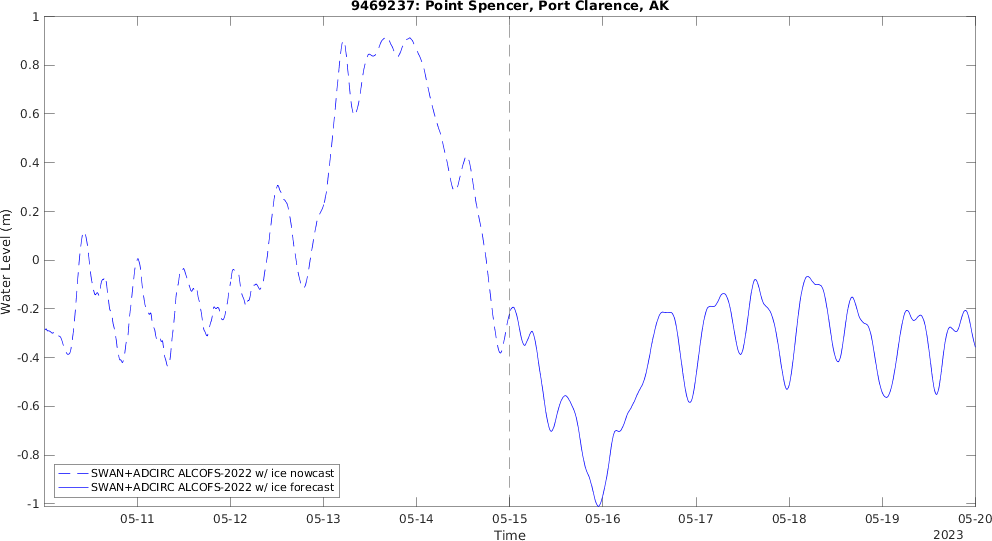 9469237: Point Spencer, Port Clarence, AK
1
0.8
0.6
0.4
0.2
0
-0.2
-0.4
-0.6
-0.8
-1
Water Level (m)
SWAN+ADCIRC ALCOFS-2022 w/ ice nowcast
SWAN+ADCIRC ALCOFS-2022 w/ ice forecast
05-11 05-12 05-13 05-14 05-15 05-16 05-17 05-18 05-19 05-20
Time
2023